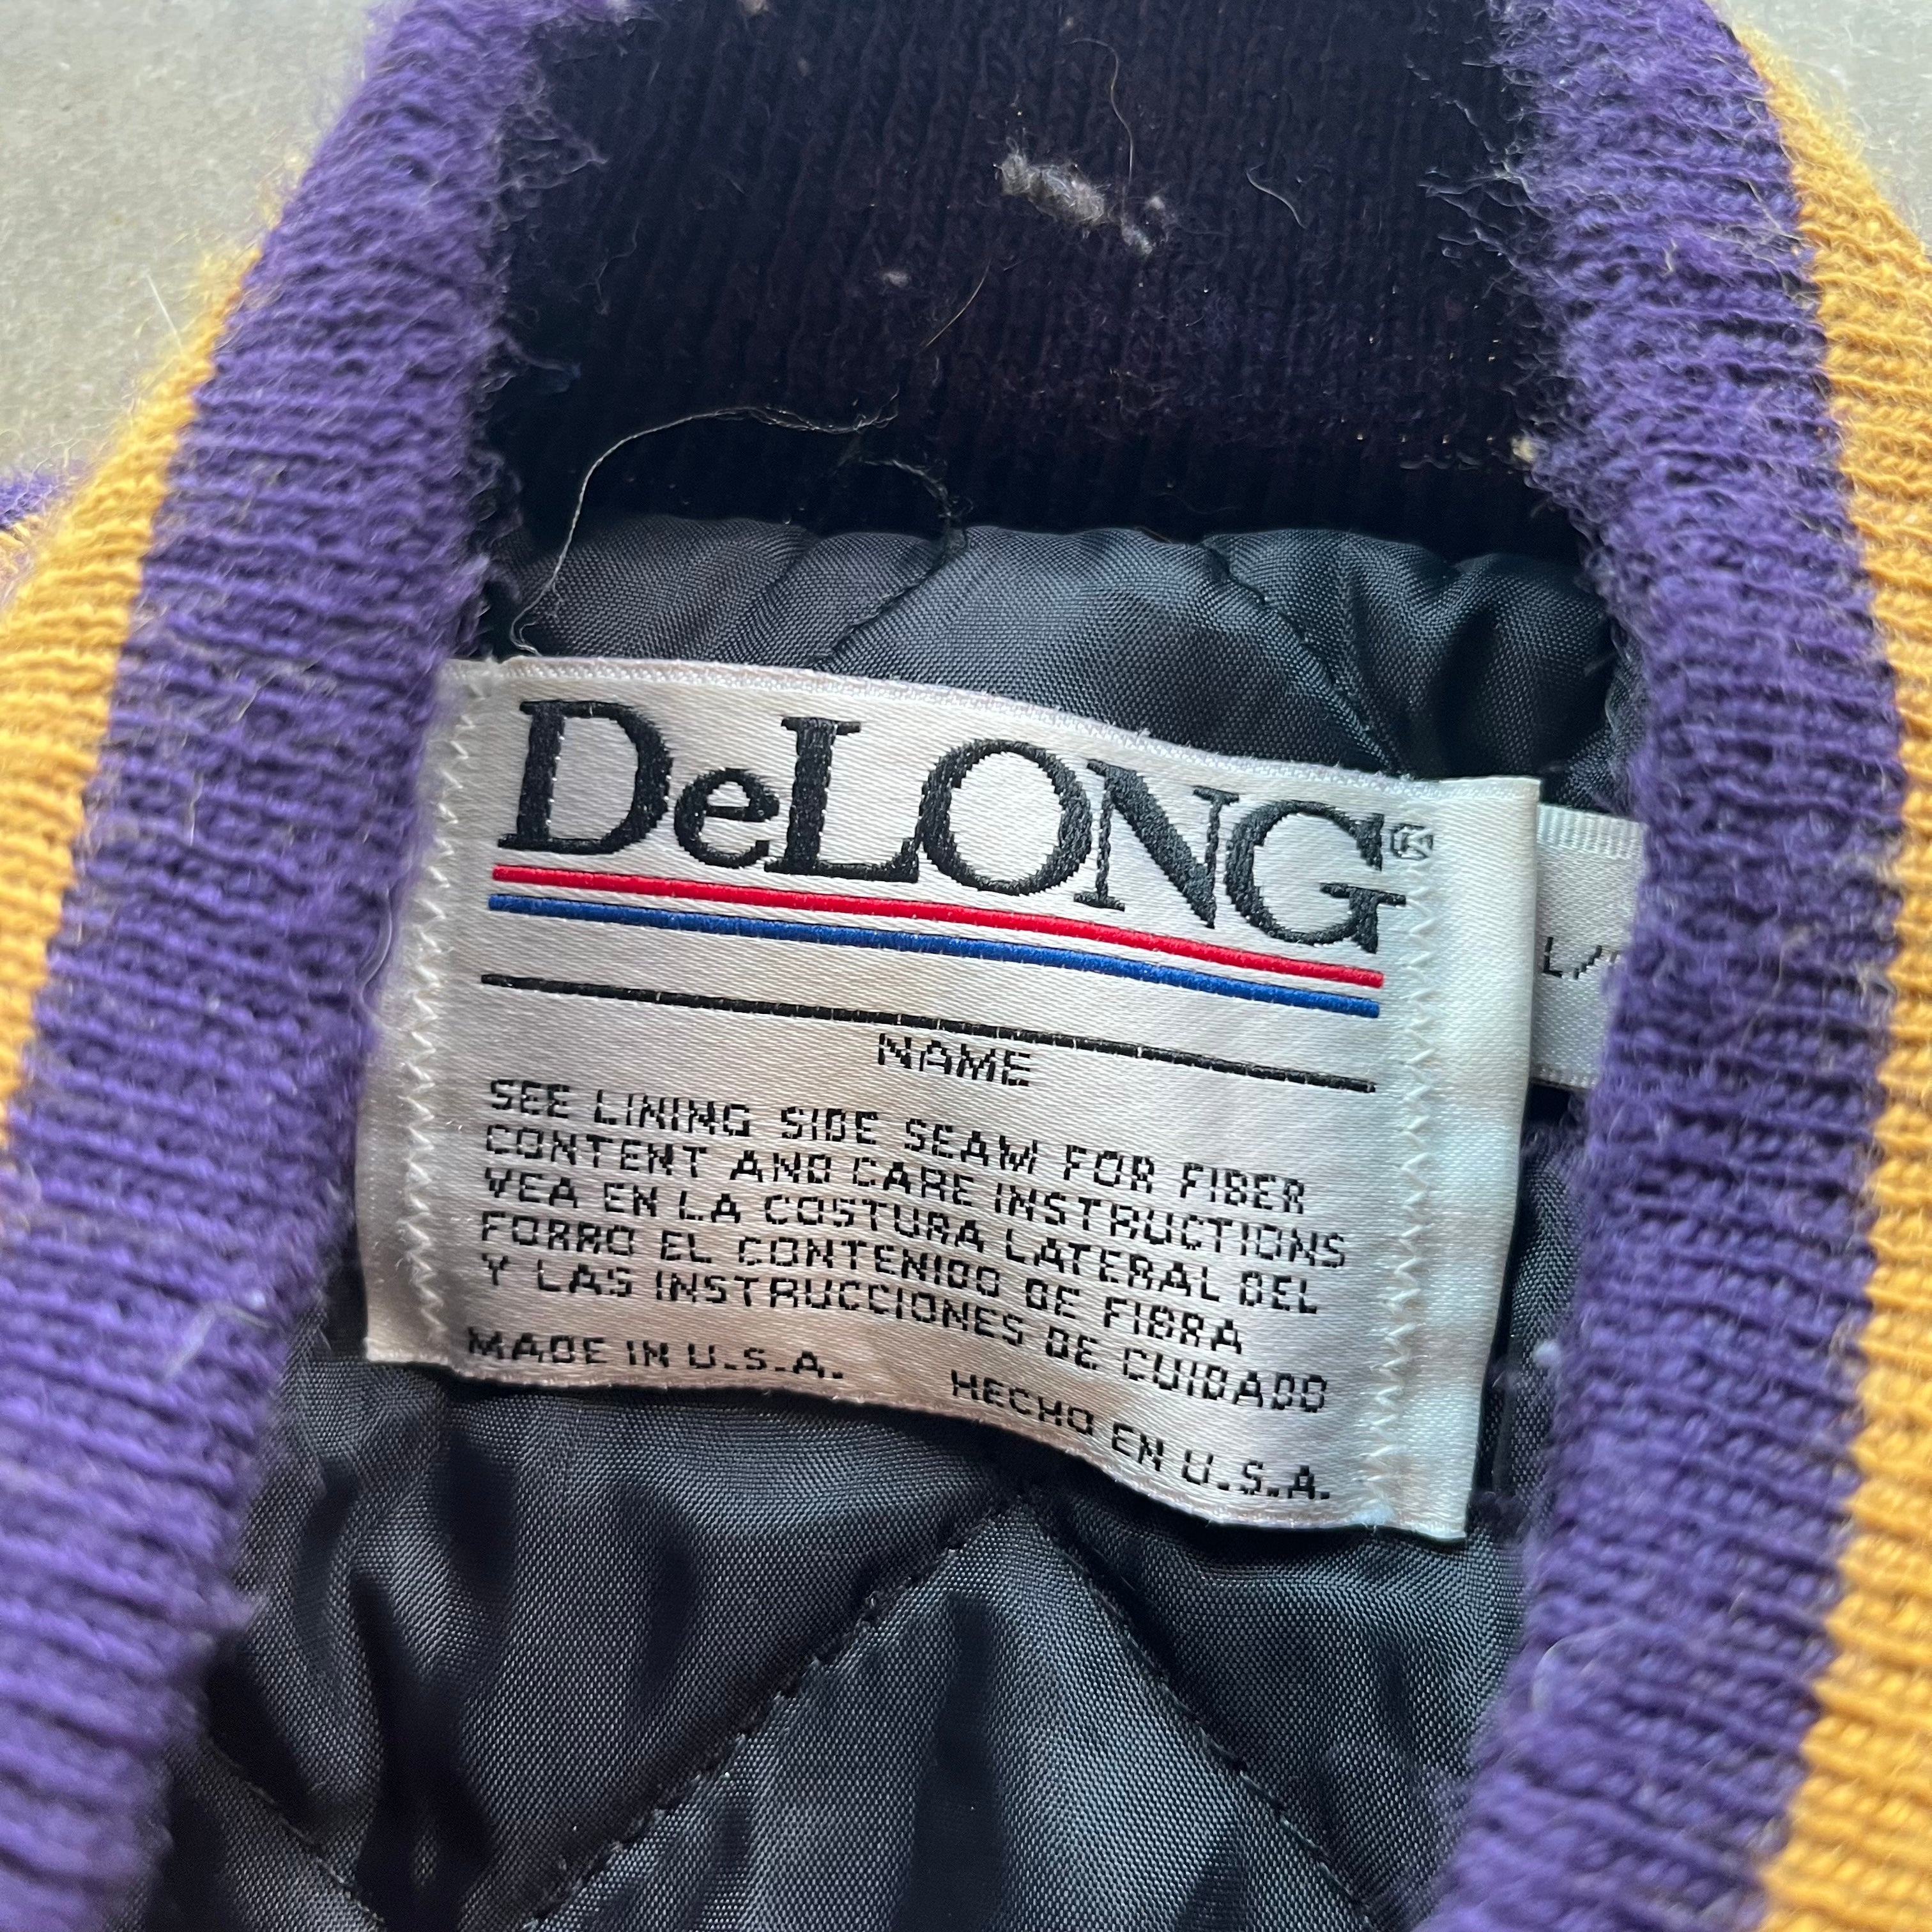 DeLONG®
NAME
SEE LINING SIDE SEAM FOR FIBER
CONTENT AND CARE INSTRUCTIONS
VEA EN LA COSTURA LATERAL DEL
FORRO EL CONTENIDO DE FIBRA
Y LAS INSTRUCCIONES DE CUIDADO
MADE IN U.S.A. HECHO EN U.S.A.